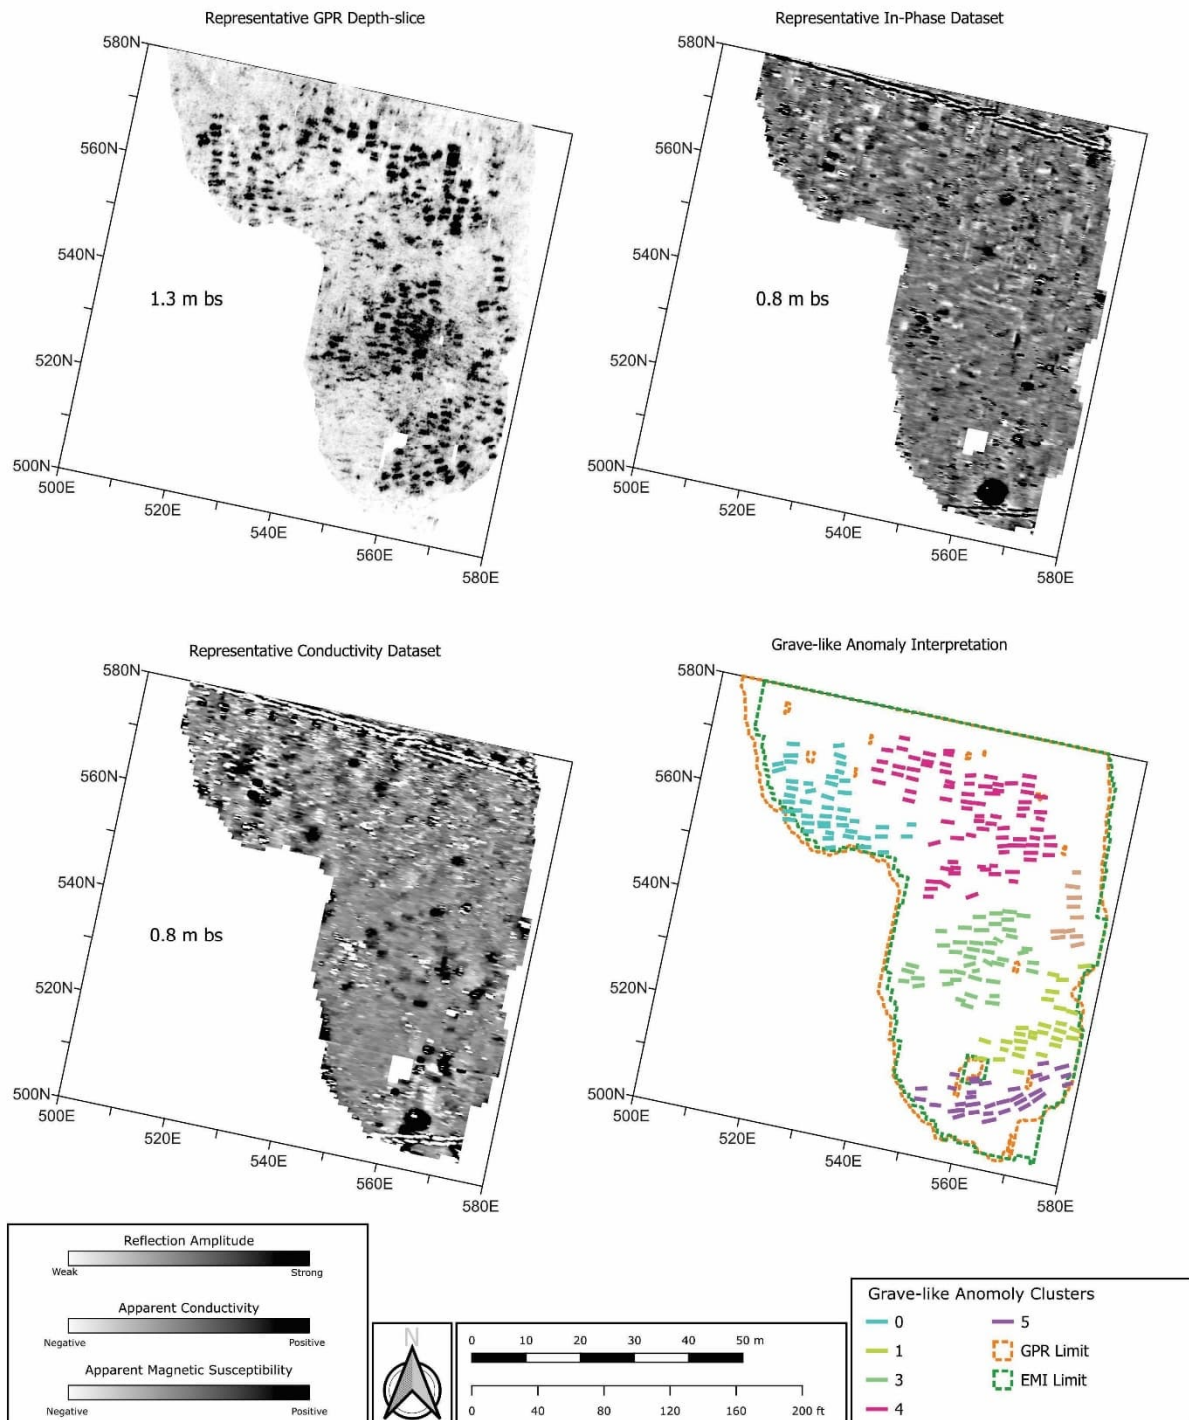 Representative GPR Depth-slice
580N
560N
540N
1.3 m bs
520N
500N
500E
520E
540E
560E
580E
Representative In-Phase Dataset
580N
560N
540N
0.8 m bs
520N
500N
500E
520E
540E
560E
580E
Representative Conductivity Dataset
580N
560N
540N
0.8 m bs
520N
500N
500E
520E
540E
560E
580E
Grave-like Anomaly Interpretation
580N
560N
540N
520N
500N
500E
520E
540E
560E
580E
Reflection Amplitude
Weak Strong
Apparent Conductivity
Negative Positive
Apparent Magnetic Susceptibility
Negative Positive
N
0 10 20 30 40 50 m
0 40 80 120 160 200 ft
Grave-like Anomoly Clusters
0 5
1 GPR Limit
3 EMI Limit
4